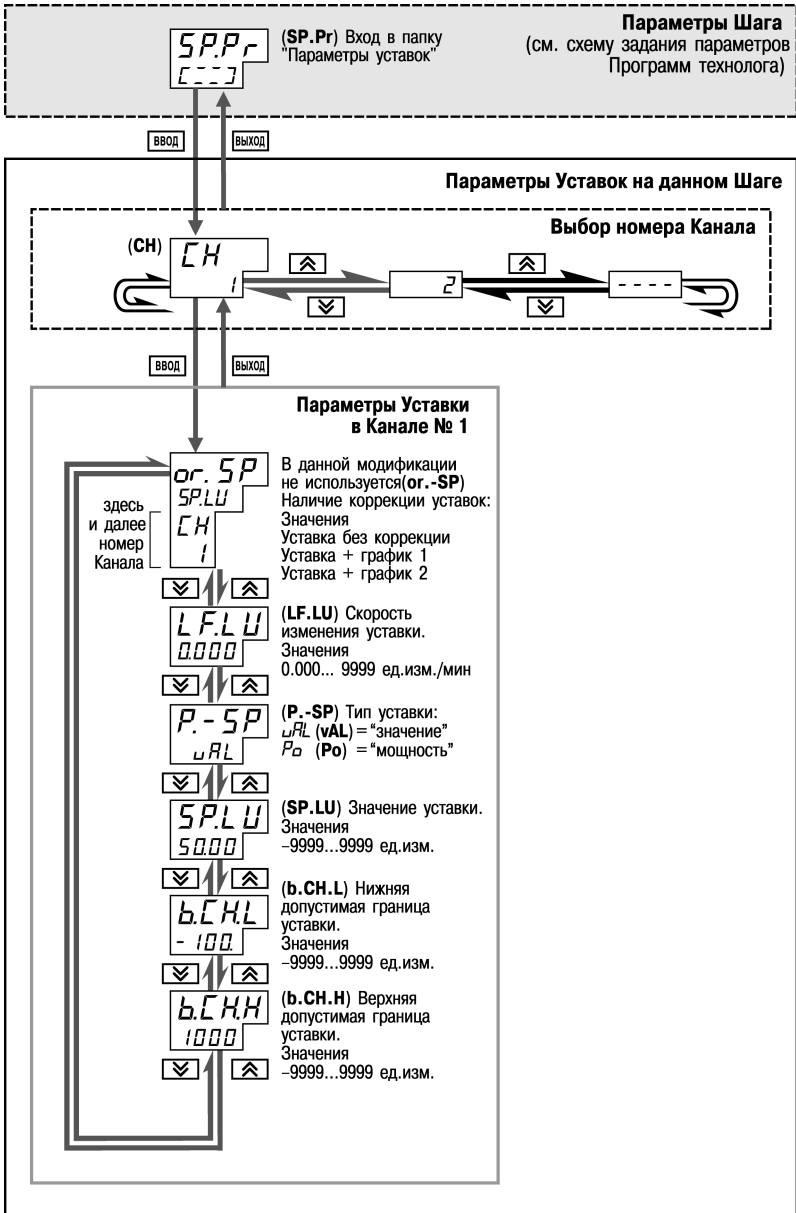 Параметры Шага
(см. схему задания параметров
Программ технолога)
SP.Pr
[---]
(SP.Pr) Вход в папку
"Параметры уставок"
ВВОД
ВЫХОД
Параметры Уставок на данном Шаге
Выбор номера Канала
(CH)
CH
1
2
----
ВВОД
ВЫХОД
Параметры Уставки
в Канале № 1
or.SP
SP.LU
CH
1
здесь
и далее
номер
Канала
В данной модификации
не используется(or.-SP)
Наличие коррекции уставок:
Значения
Уставка без коррекции
Уставка + график 1
Уставка + график 2
LF.LU
0.000
(LF.LU) Скорость
изменения уставки.
Значения
0.000... 9999 ед.изм./мин
P.-SP
vAL
(P.-SP) Тип уставки:
vAL (vAL) = "значение"
Po (Po) = "мощность"
SP.LU
50.00
(SP.LU) Значение уставки.
Значения
–9999...9999 ед.изм.
b.CH.L
-100.
(b.CH.L) Нижняя
допустимая граница
уставки.
Значения
–9999...9999 ед.изм.
b.CH.H
1000
(b.CH.H) Верхняя
допустимая граница
уставки.
Значения
–9999...9999 ед.изм.